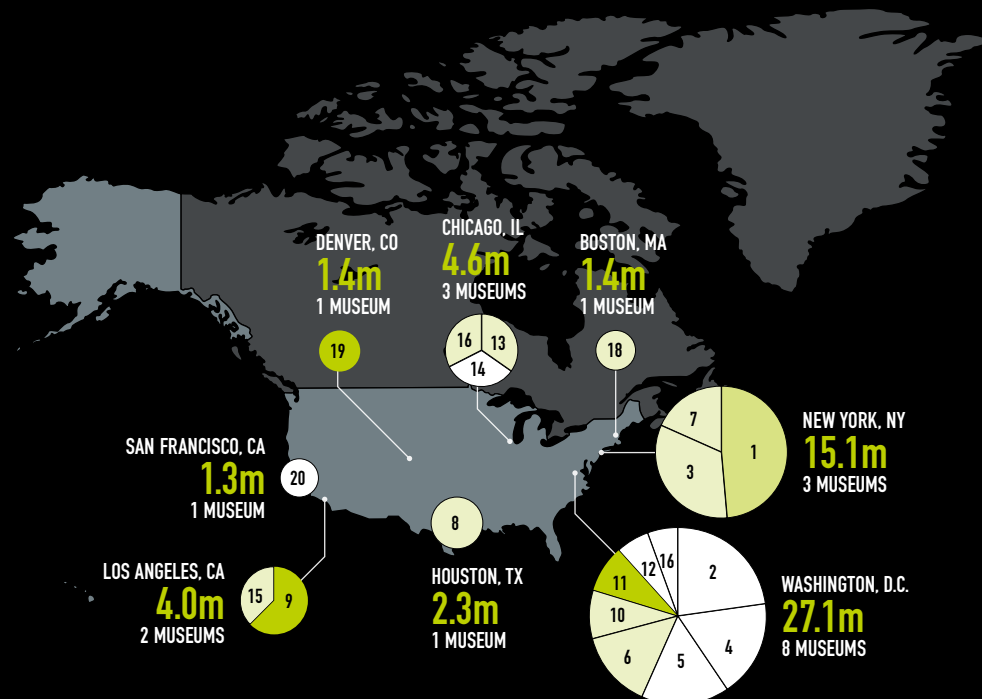 DENVER, CO
1.4m
1 MUSEUM
19
CHICAGO, IL
4.6m
3 MUSEUMS
16
13
14
BOSTON, MA
1.4m
1 MUSEUM
18
NEW YORK, NY
15.1m
3 MUSEUMS
7
1
3
SAN FRANCISCO, CA
1.3m
1 MUSEUM
20
LOS ANGELES, CA
4.0m
2 MUSEUMS
15
9
8
HOUSTON, TX
2.3m
1 MUSEUM
WASHINGTON, D.C.
27.1m
8 MUSEUMS
16
12
2
11
10
4
6
5